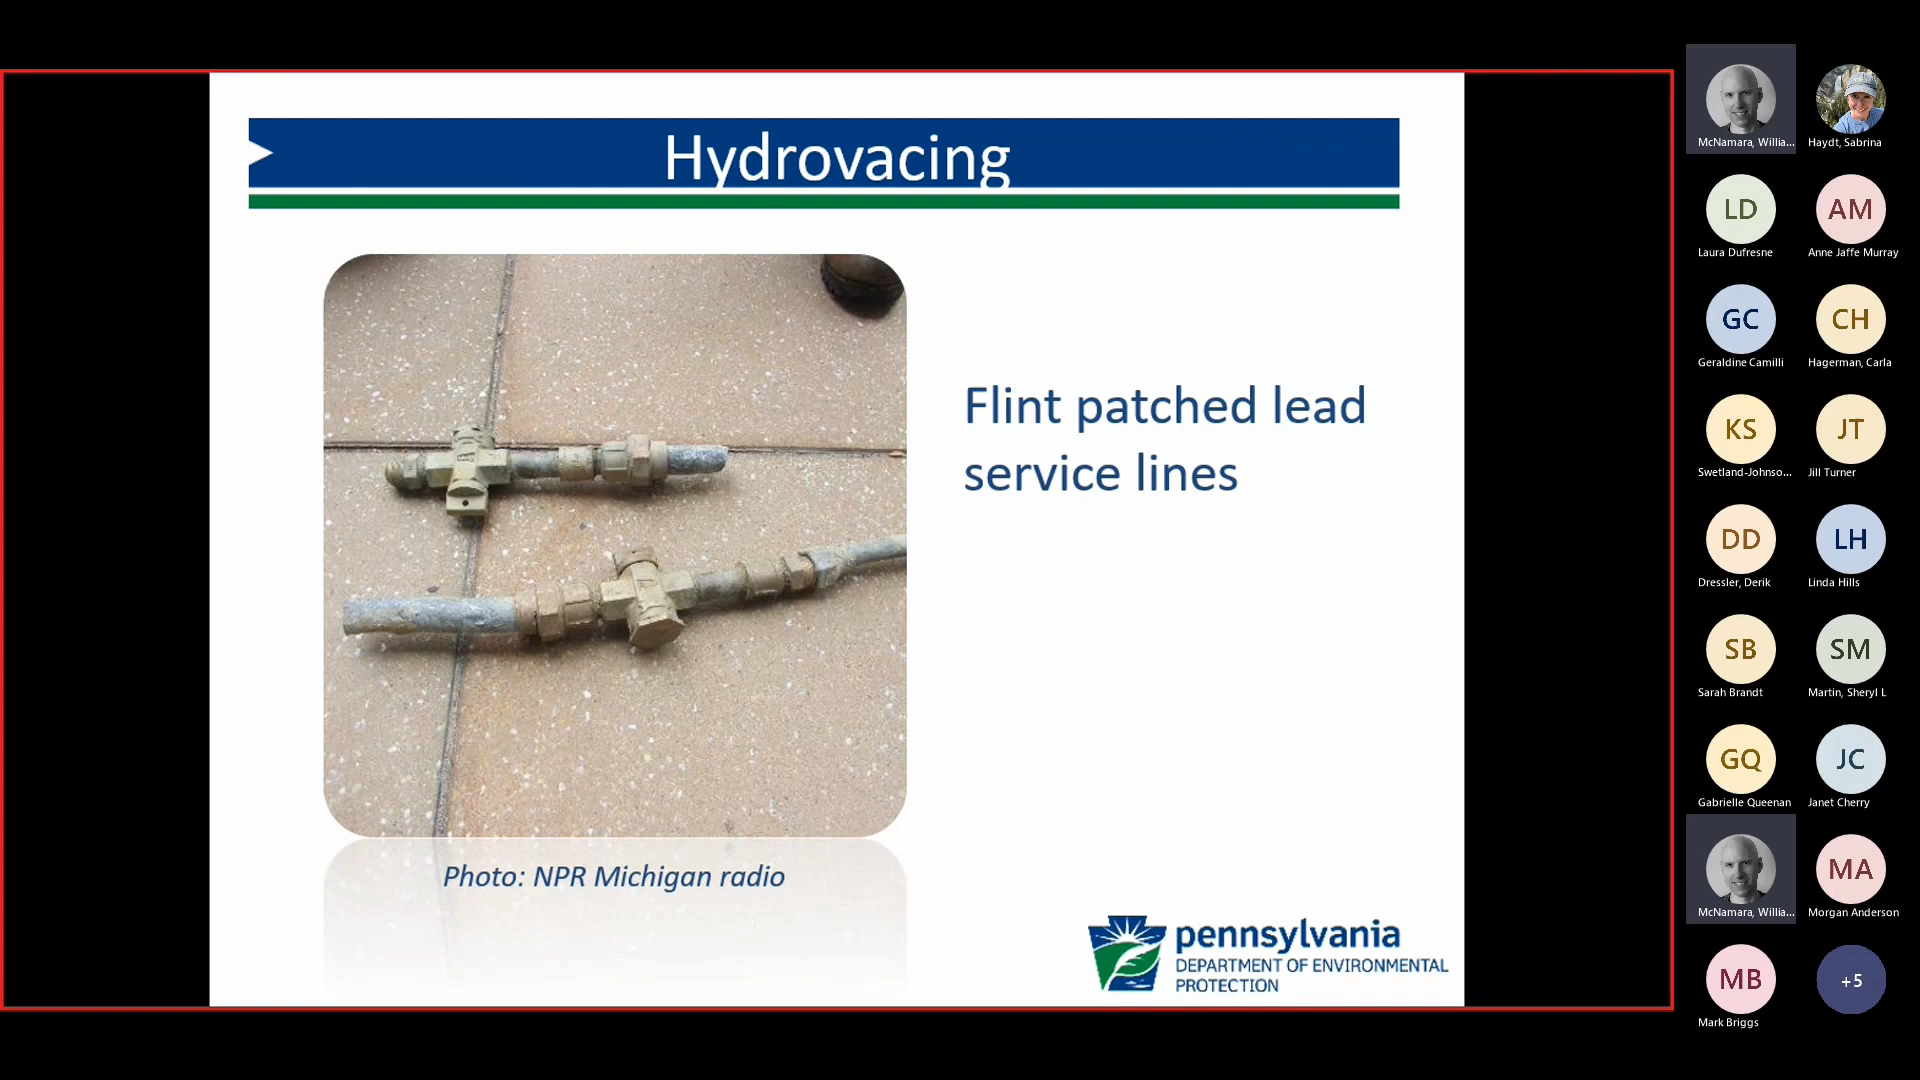 Hydrovacing
Flint patched lead
service lines
Photo: NPR Michigan radio
pennsylvania
DEPARTMENT OF ENVIRONMENTAL
PROTECTION
McNamara, Willia...
Haydt, Sabrina
LD
Laura Dufresne
AM
Anne Jaffe Murray
GC
Geraldine Camilli
CH
Hagerman, Carla
KS
Swetland-Johnso...
JT
Jill Turner
DD
Dressler, Derik
LH
Linda Hills
SB
Sarah Brandt
SM
Martin, Sheryl L
GQ
Gabrielle Queenan
JC
Janet Cherry
McNamara, Willia...
MA
Morgan Anderson
MB
Mark Briggs
+5